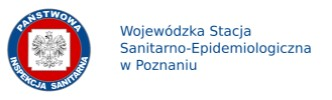 PAŃSTWOWA
INSPEKCJA SANITARNA
Wojewódzka Stacja
Sanitarno-Epidemiologiczna
w Poznaniu